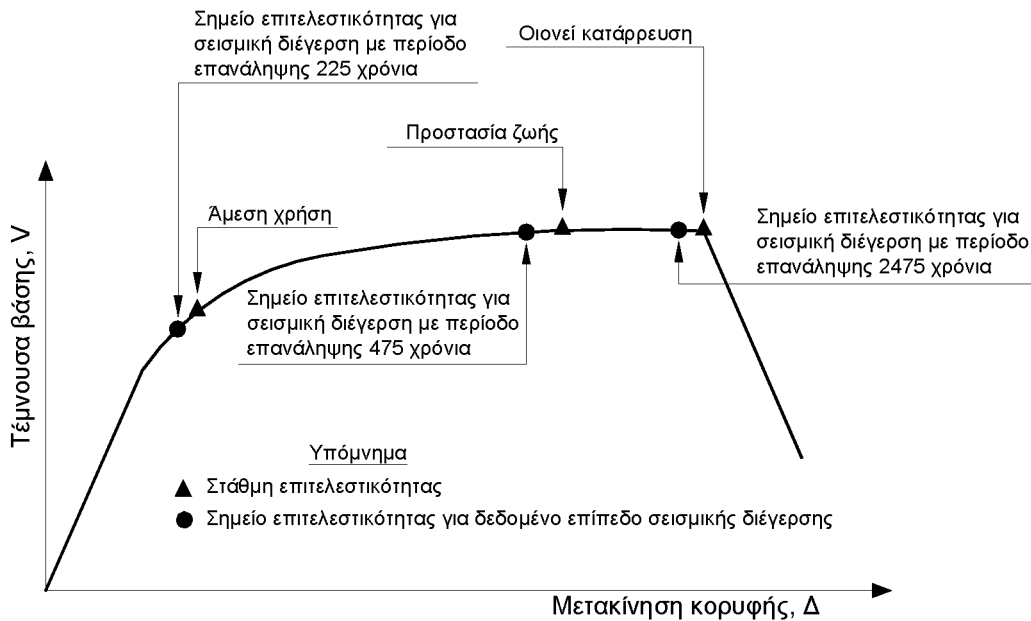 Σημείο επιτελεστικότητας για
σεισμική διέγερση με περίοδο
επανάληψης 225 χρόνια
Οιονεί κατάρρευση
Προστασία ζωής
Άμεση χρήση
Σημείο επιτελεστικότητας για
σεισμική διέγερση με περίοδο
επανάληψης 2475 χρόνια
Σημείο επιτελεστικότητας για
σεισμική διέγερση με περίοδο
επανάληψης 475 χρόνια
Τέμνουσα βάσης, V
Υπόμνημα
Στάθμη επιτελεστικότητας
Σημείο επιτελεστικότητας για δεδομένο επίπεδο σεισμικής διέγερσης
Μετακίνηση κορυφής, Δ